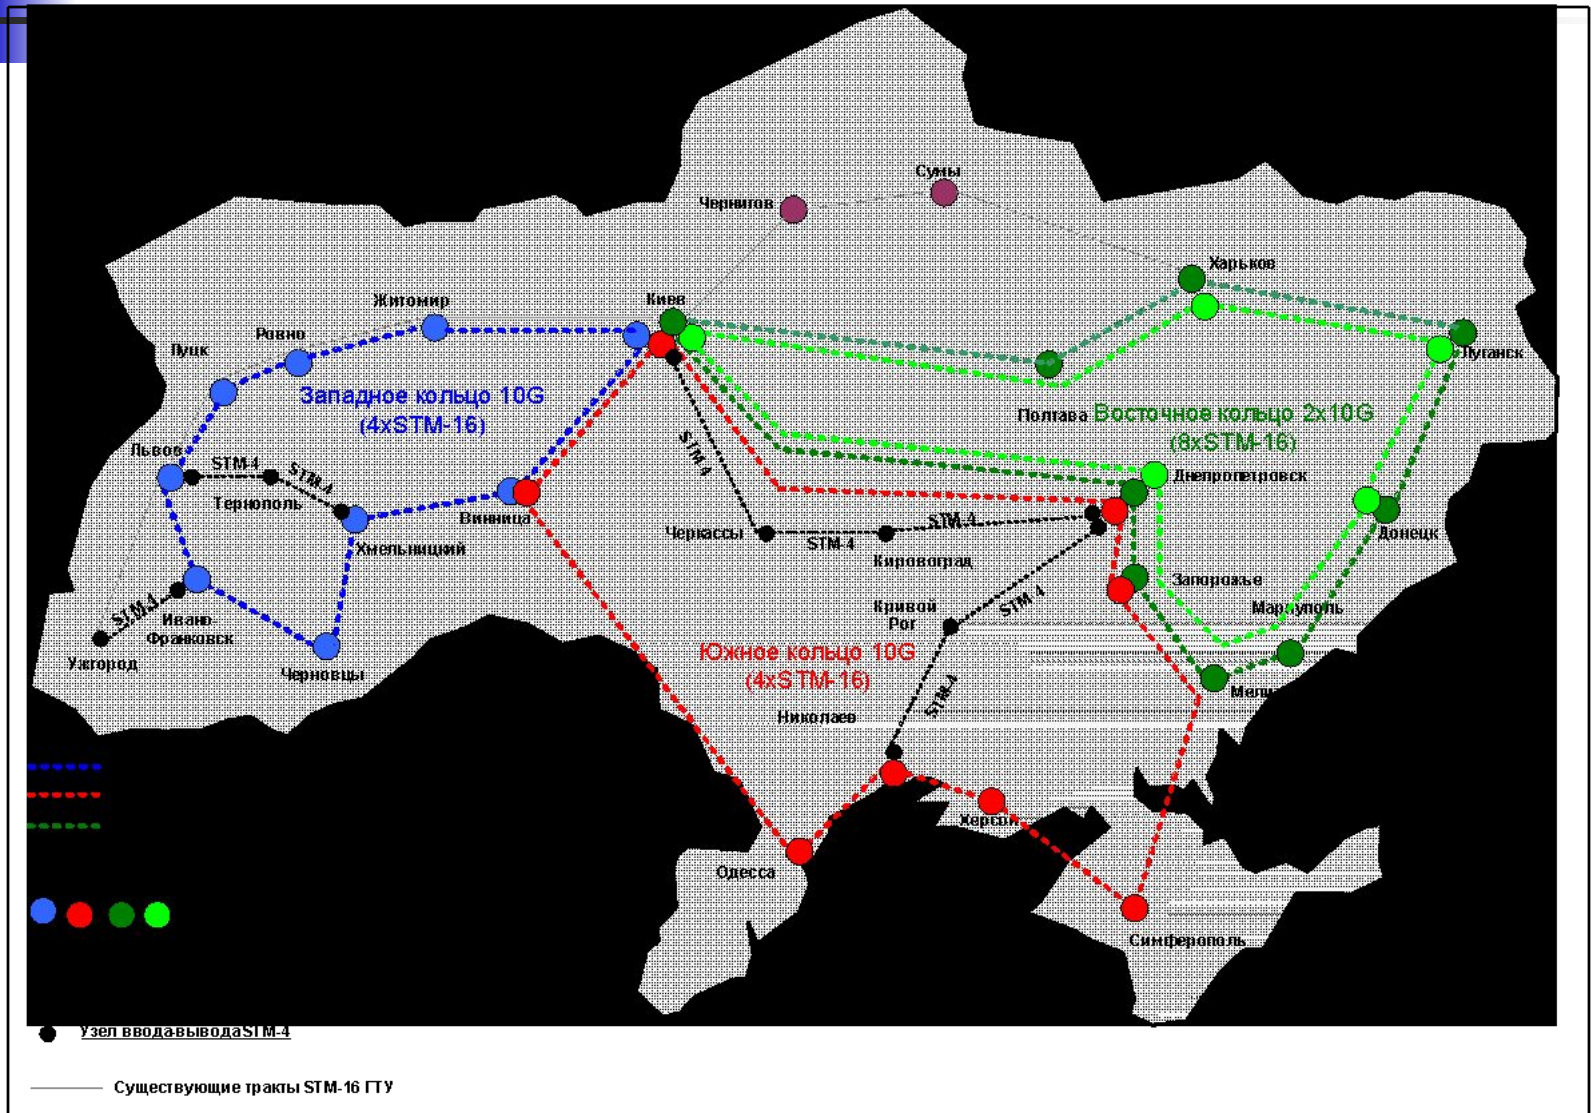 Сумы
Чернигов
Харьков
Киев
Житомир
Ровно
Луцк
Луганск
Западное кольцо 10G
(4xSTM-16)
Полтава
Восточное кольцо 2x10G
(8xSTM-16)
Львов
STM-4
STM-4
STM-4
Днепропетровск
Тернополь
Винница
Хмельницкий
Черкассы
STM-4
STM-4
Кировоград
Донецк
Запорожье
Мариуполь
STM-4
Ивано-
Франковск
Кривой
Рог
STM-4
Ужгород
Черновцы
Южное кольцо 10G
(4xSTM-16)
STM-4
Мели
Николаев
Херсон
Одесса
Симферополь
Узел ввода-вывода STM-4
Существующие тракты STM-16 ГТУ